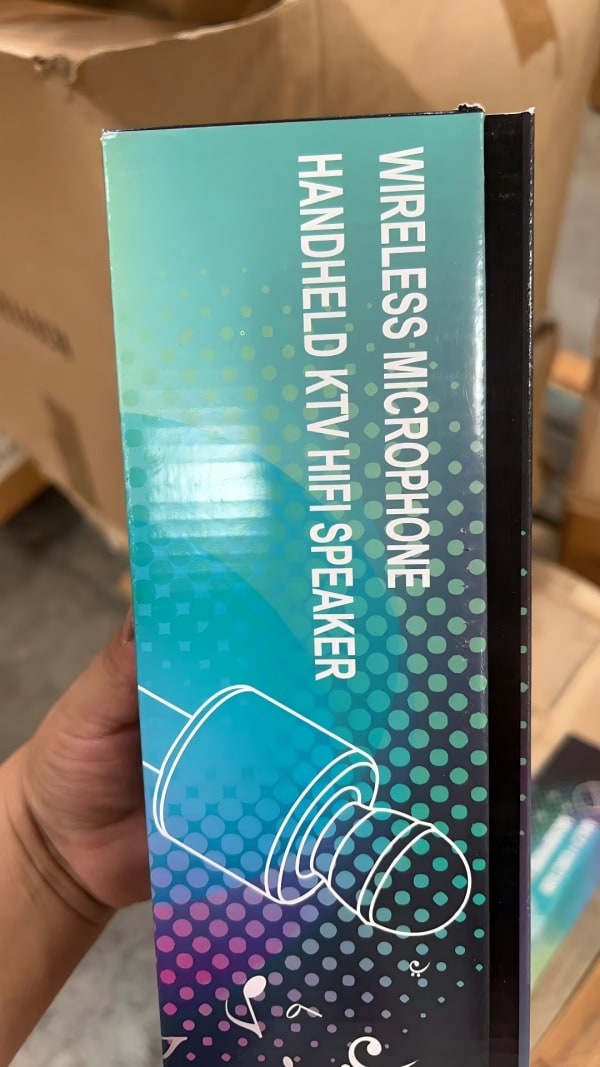 WIRELESS MICROPHONE
HANDHELD KTV HIFI SPEAKER